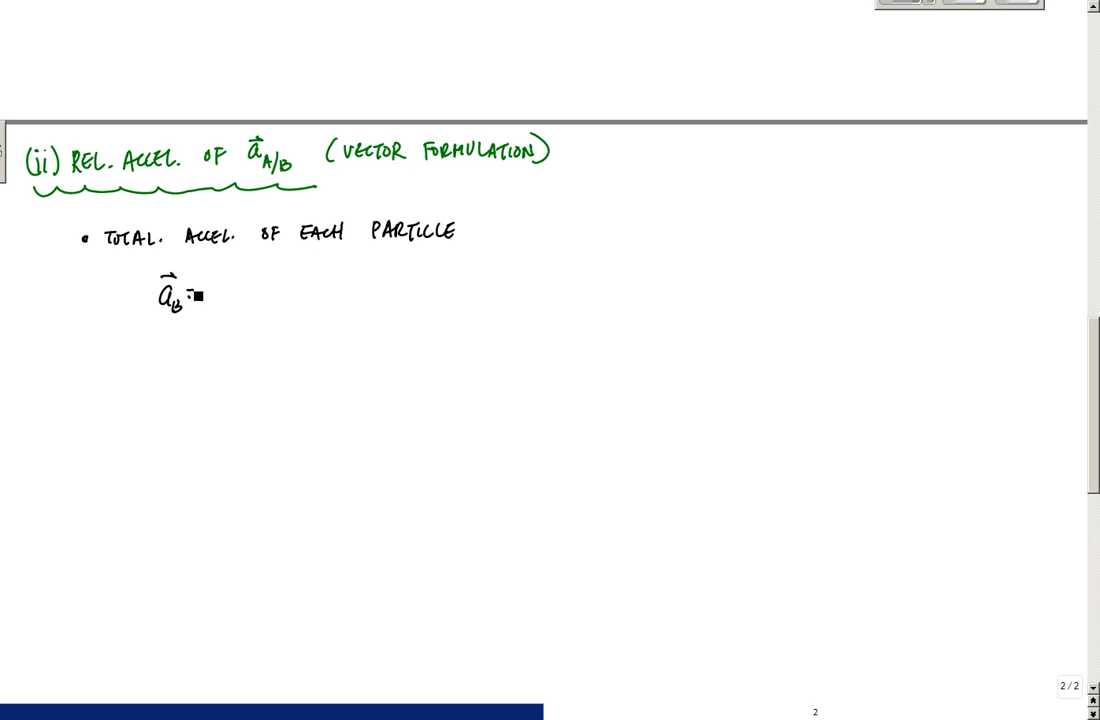 (ii) REL. ACCEL. OF a⃗ A/B (VECTOR FORMULATION)
• TOTAL. ACCEL. OF EACH PARTICLE
a⃗ B =
2/2
2